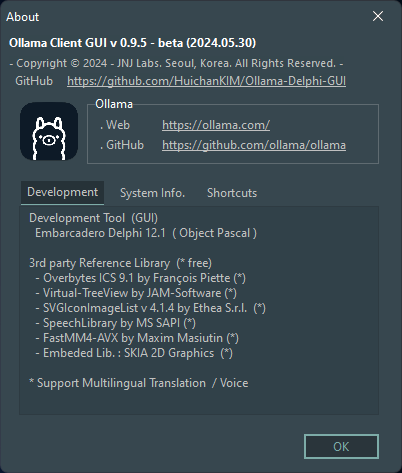 About
Ollama Client GUI v 0.9.5 - beta (2024.05.30)
- Copyright © 2024 - JNJ Labs. Seoul, Korea. All Rights Reserved. -
GitHub https://github.com/HuichanKIM/Ollama-Delphi-GUI
Ollama
. Web https://ollama.com/
. GitHub https://github.com/ollama/ollama
Development System Info. Shortcuts
Development Tool (GUI)
Embarcadero Delphi 12.1 ( Object Pascal )
3rd party Reference Library (* free)
- Overbytes ICS 9.1 by François Piette (*)
- Virtual-TreeView by JAM-Software (*)
- SVGIconImageList v 4.1.4 by Ethea S.r.l. (*)
- SpeechLibrary by MS SAPI (*)
- FastMM4-AVX by Maxim Masiutin (*)
- Embeded Lib. : SKIA 2D Graphics (*)
* Support Multilingual Translation / Voice
OK